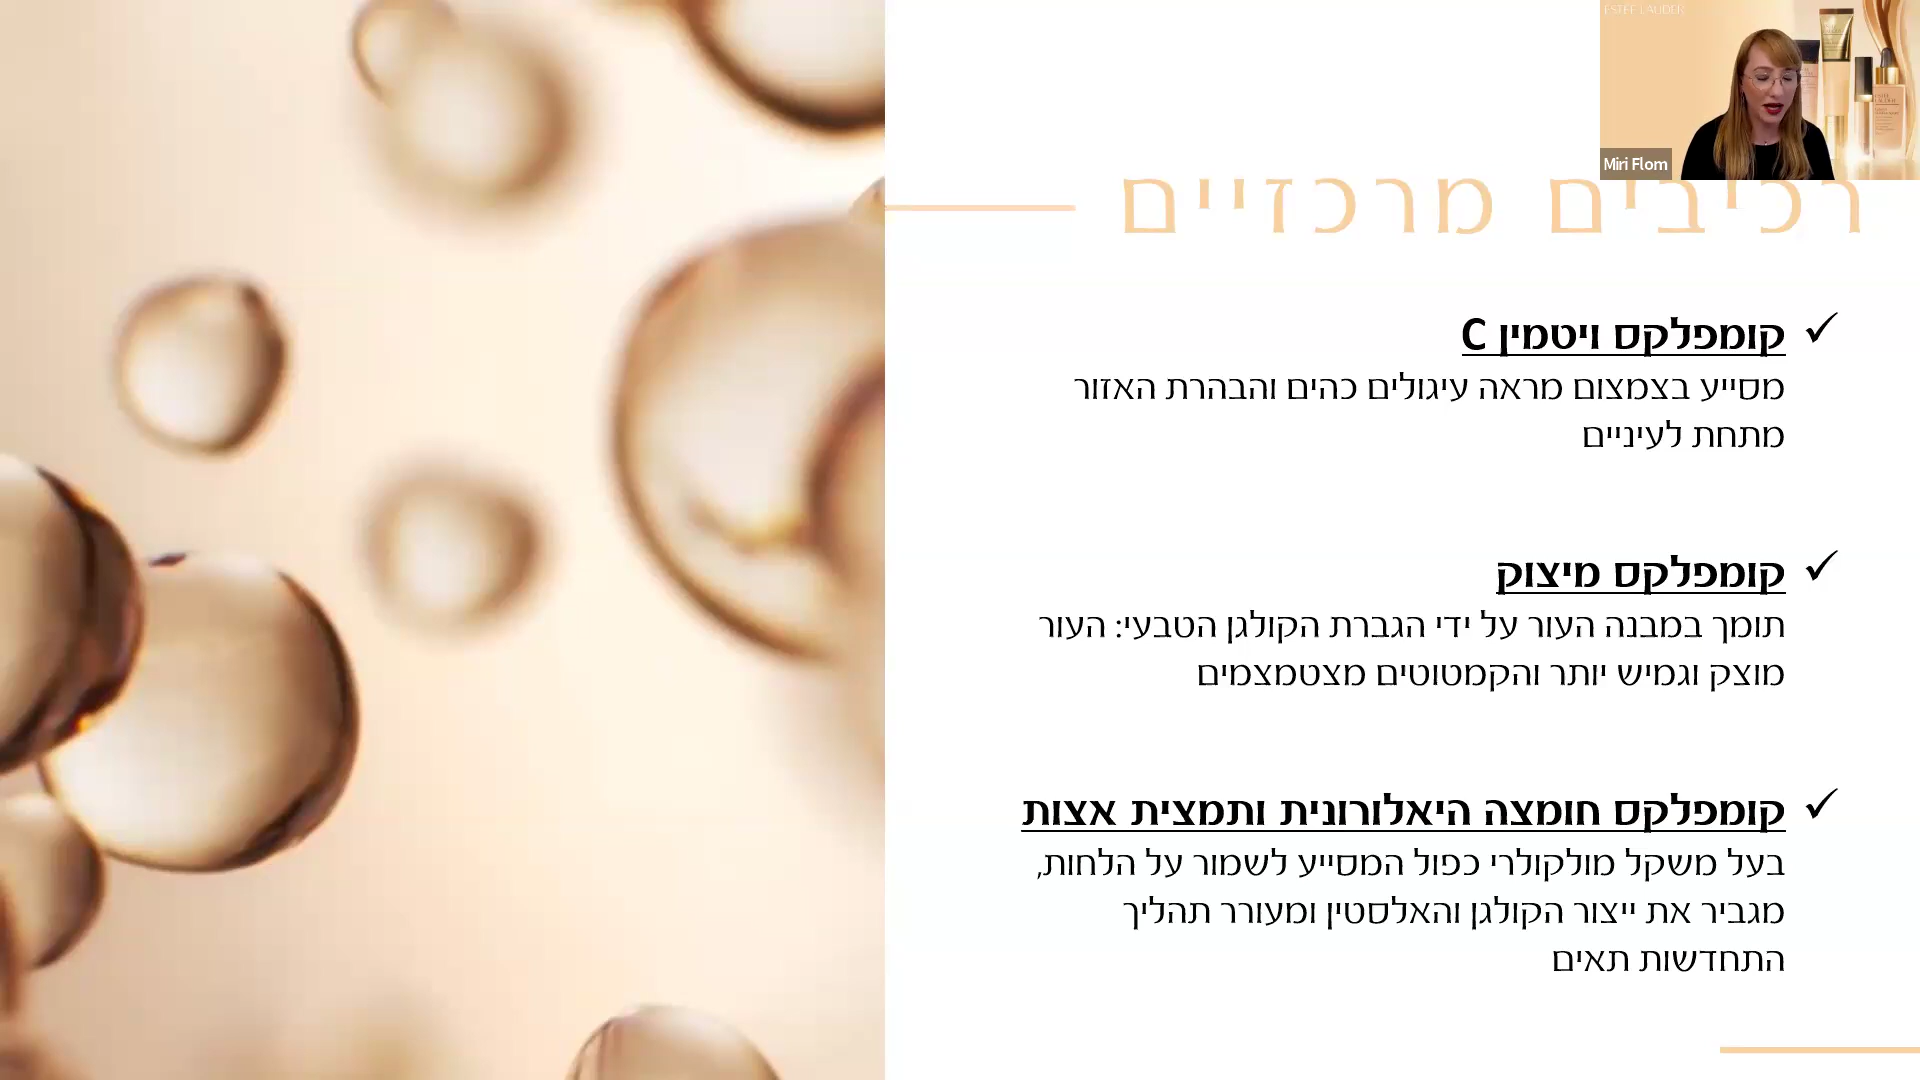 ESTÉE LAUDER
Miri Flom
רכיבים מרכזיים
קומפלקס ויטמין C
מסייע בצמצום מראה עיגולים כהים והבהרת האזור
מתחת לעיניים
קומפלקס מיצוק
תומך במבנה העור על ידי הגברת הקולגן הטבעי: העור
מוצק וגמיש יותר והקמטוטים מצטמצמים
קומפלקס חומצה היאלורונית ותמצית אצות
בעל משקל מולקולרי כפול המסייע לשמור על הלחות,
מגביר את ייצור הקולגן והאלסטין ומעורר תהליך
התחדשות תאים